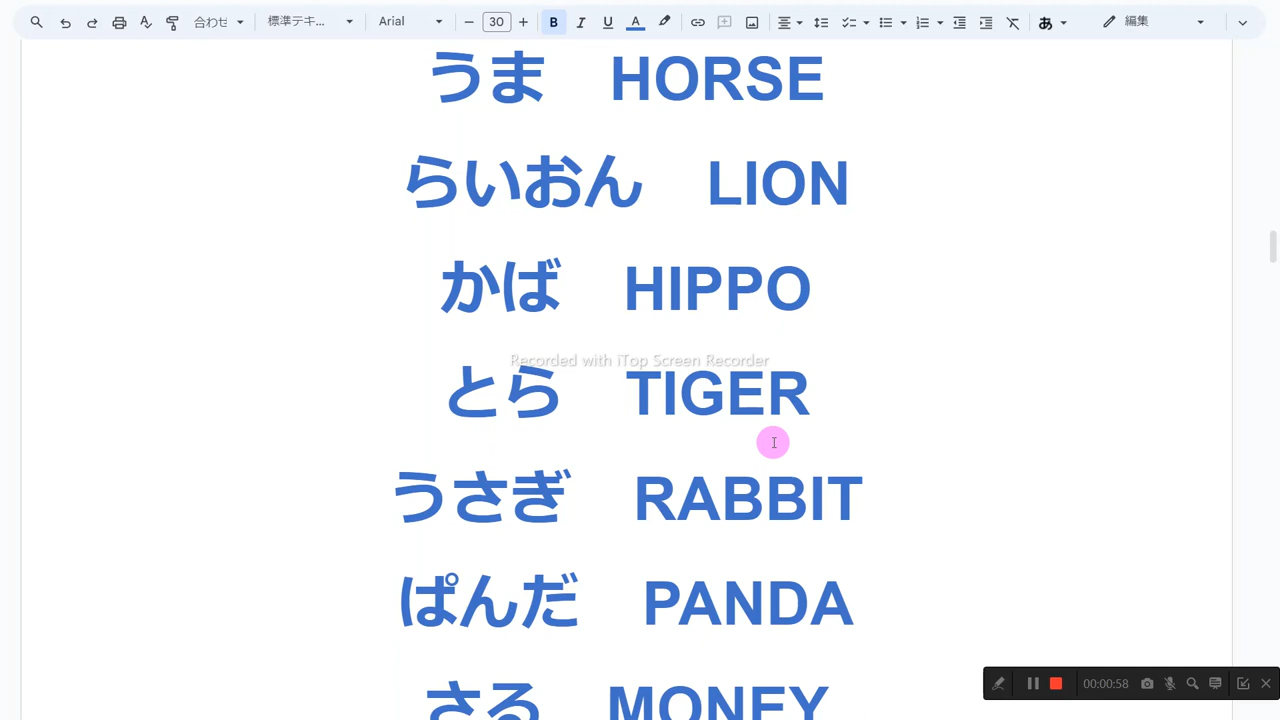 合わせ 標準テキ... Arial 30 B I U A あ 編集
うま HORSE
らいおん LION
かば HIPPO
Recorded with iTop Screen Recorder
とら TIGER
うさぎ RABBIT
ぱんだ PANDA
さる MONEY
00:00:58